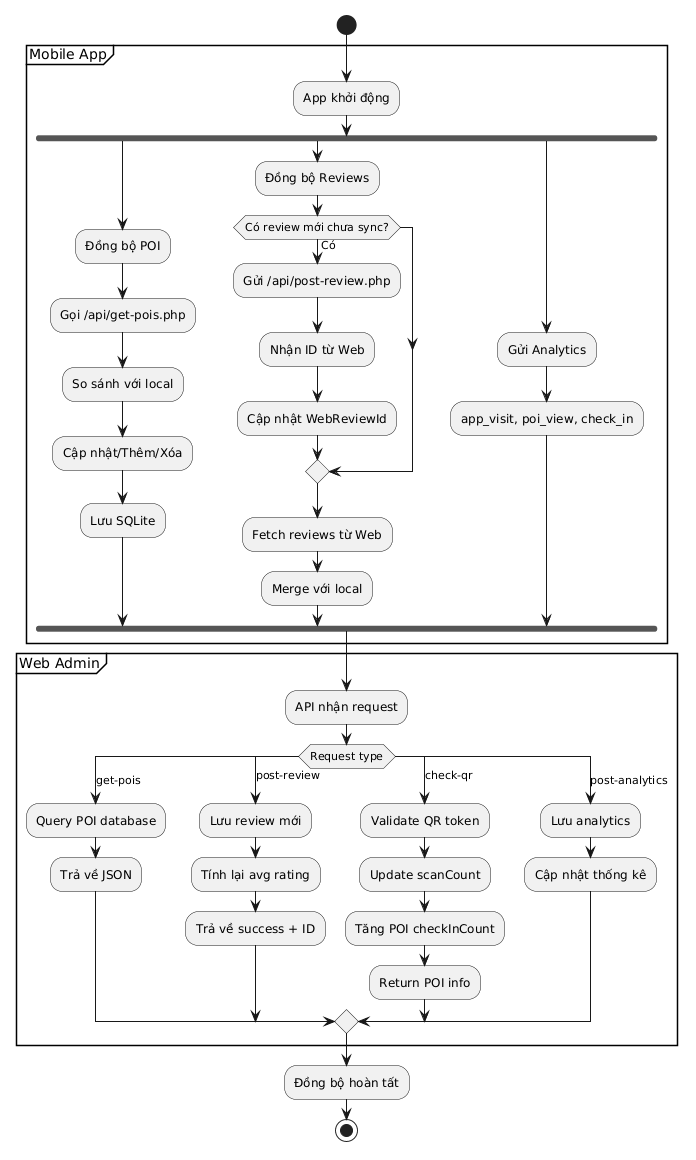 Mobile App
App khởi động
Đồng bộ POI
Gọi /api/get-pois.php
So sánh với local
Cập nhật/Thêm/Xóa
Lưu SQLite
Đồng bộ Reviews
Có review mới chưa sync?
Có
Gửi /api/post-review.php
Nhận ID từ Web
Cập nhật WebReviewId
Fetch reviews từ Web
Merge với local
Gửi Analytics
app_visit, poi_view, check_in
Web Admin
API nhận request
Request type
get-pois
Query POI database
Trả về JSON
post-review
Lưu review mới
Tính lại avg rating
Trả về success + ID
check-qr
Validate QR token
Update scanCount
Tăng POI checkInCount
Return POI info
post-analytics
Lưu analytics
Cập nhật thống kê
Đồng bộ hoàn tất